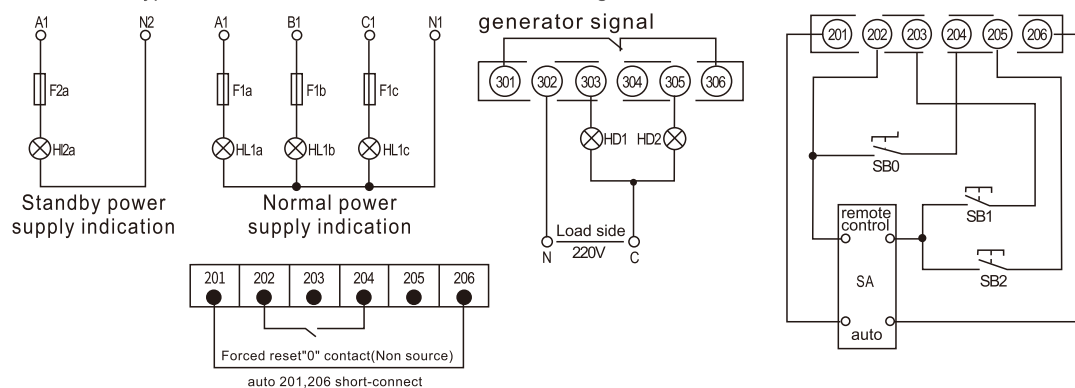 A1 N2 A1 B1 C1 N1
F2a F1a F1b F1c
Hl2a HL1a HL1b HL1c
Standby power
supply indication
Normal power
supply indication
generator signal
301 302 303 304 305 306
HD1 HD2
Load side
220V
N C
201 202 203 204 205 206
SB0
SB1
SB2
remote
control
SA
auto
201 202 203 204 205 206
Forced reset"0" contact(Non source)
auto 201,206 short-connect